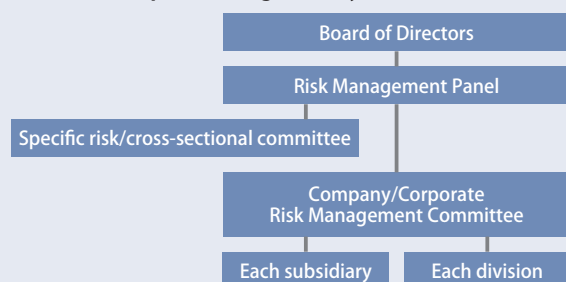 Board of Directors
Risk Management Panel
Specific risk/cross-sectional committee
Company/Corporate
Risk Management Committee
Each subsidiary
Each division